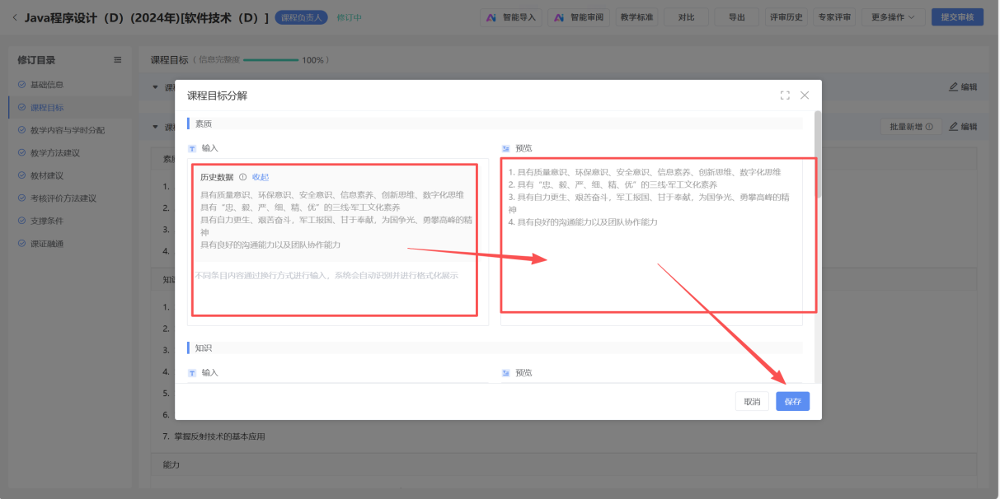 Java程序设计（D）(2024年)[软件技术（D）] 课程负责人 修订中 智能导入 智能审阅 教学标准 对比 导出 评审历史 专家评审 更多操作 提交审核
修订目录
基础信息
课程目标
教学内容与学时分配
教学方法建议
教材建议
考核评价方法建议
支撑条件
课证融通
课程目标（ 信息完整度 100% ）
课 编辑
课 批量新增 编辑
素
1.
2.
3.
4.
知
1.
2.
3.
4.
5.
6.
7. 掌握反射技术的基本应用
能力
课程目标分解
素质
输入
历史数据 收起
具有质量意识、环保意识、安全意识、信息素养、创新思维、数字化思维
具有“忠、毅、严、细、精、优”的三线·军工文化素养
具有自力更生、艰苦奋斗，军工报国、甘于奉献，为国争光、勇攀高峰的精
神
具有良好的沟通能力以及团队协作能力
不同条目内容通过换行方式进行输入，系统会自动识别并进行格式化展示
预览
1. 具有质量意识、环保意识、安全意识、信息素养、创新思维、数字化思维
2. 具有“忠、毅、严、细、精、优”的三线·军工文化素养
3. 具有自力更生、艰苦奋斗，军工报国、甘于奉献，为国争光、勇攀高峰的精
神
4. 具有良好的沟通能力以及团队协作能力
知识
输入
预览
取消 保存